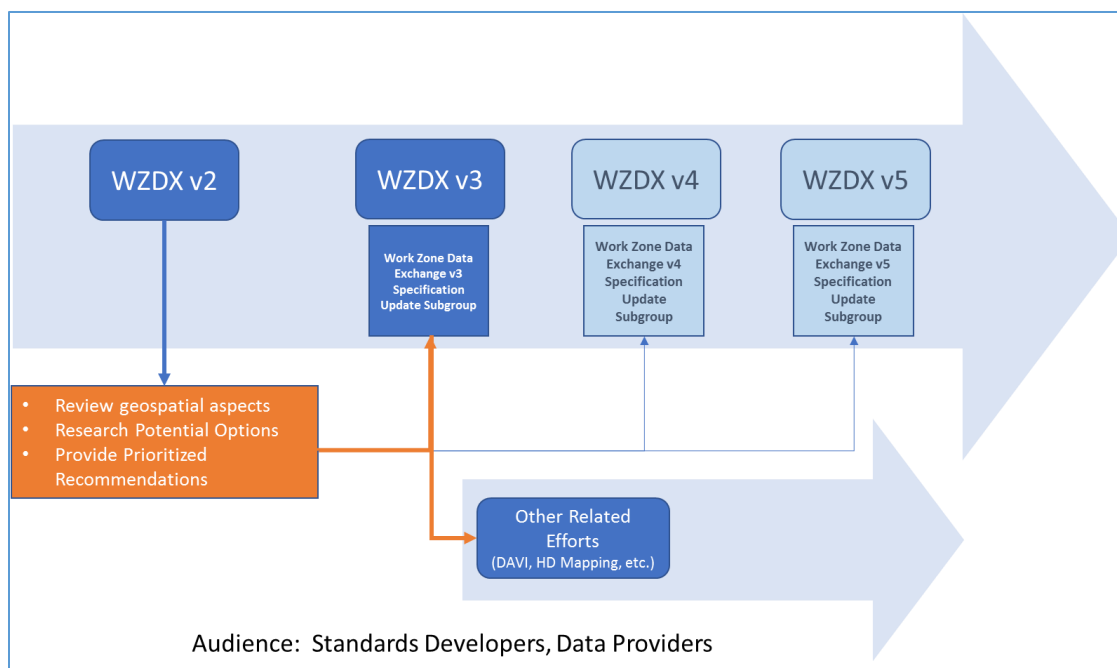 WZDX v2
WZDX v3
WZDX v4
WZDX v5
Work Zone Data
Exchange v3
Specification
Update Subgroup
Work Zone Data
Exchange v4
Specification
Update
Subgroup
Work Zone Data
Exchange v5
Specification
Update
Subgroup
• Review geospatial aspects
• Research Potential Options
• Provide Prioritized
Recommendations
Other Related
Efforts
(DAVI, HD Mapping, etc.)
Audience: Standards Developers, Data Providers